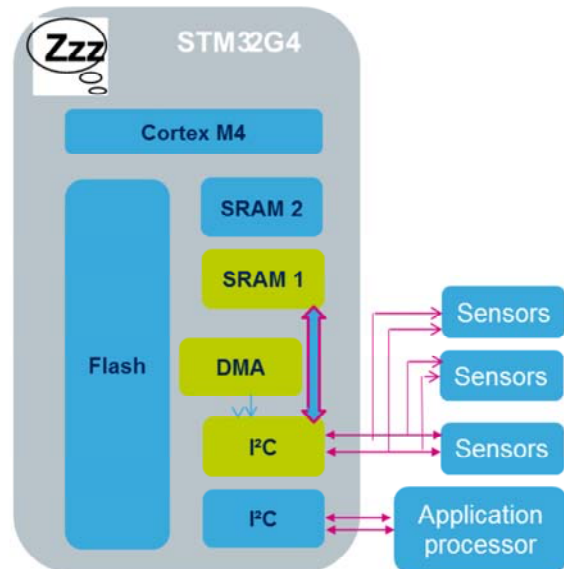 Zzz
STM32G4
Cortex M4
SRAM 2
SRAM 1
Flash
DMA
I²C
I²C
Sensors
Sensors
Sensors
Application
processor